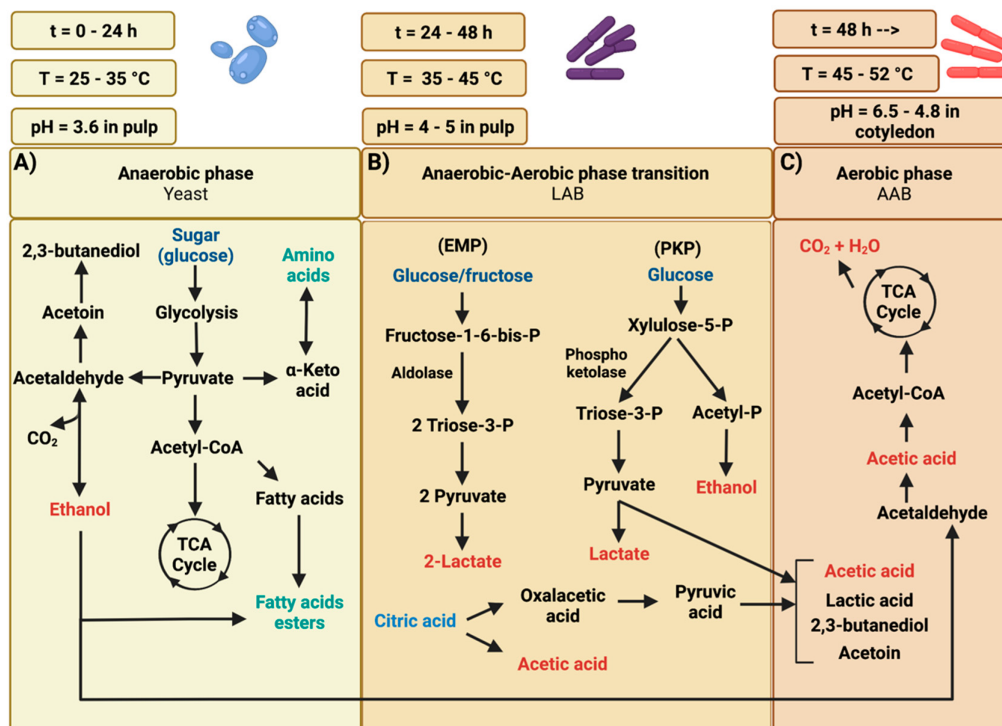 t = 0 - 24 h
T = 25 - 35 °C
pH = 3.6 in pulp
t = 24 - 48 h
T = 35 - 45 °C
pH = 4 - 5 in pulp
t = 48 h -->
T = 45 - 52 °C
pH = 6.5 - 4.8 in
cotyledon
A)
Anaerobic phase
Yeast
B)
Anaerobic-Aerobic phase transition
LAB
C)
Aerobic phase
AAB
2,3-butanediol
Sugar
(glucose)
Amino
acids
Acetoin
Glycolysis
Acetaldehyde
Pyruvate
α-Keto
acid
CO₂
Acetyl-CoA
Ethanol
Fatty acids
TCA
Cycle
Fatty acids
esters
(EMP)
Glucose/fructose
Fructose-1-6-bis-P
Aldolase
2 Triose-3-P
2 Pyruvate
2-Lactate
(PKP)
Glucose
Xylulose-5-P
Phospho
ketolase
Triose-3-P
Acetyl-P
Pyruvate
Ethanol
Lactate
Citric acid
Oxalacetic
acid
Pyruvic
acid
Acetic acid
CO₂ + H₂O
TCA
Cycle
Acetyl-CoA
Acetic acid
Acetaldehyde
Acetic acid
Lactic acid
2,3-butanediol
Acetoin